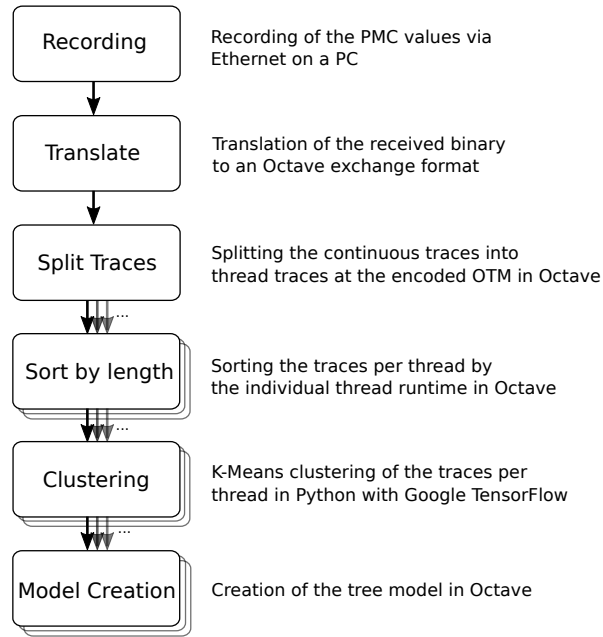 Recording
Recording of the PMC values via
Ethernet on a PC
Translate
Translation of the received binary
to an Octave exchange format
Split Traces
Splitting the continuous traces into
thread traces at the encoded OTM in Octave
...
Sort by length
Sorting the traces per thread by
the individual thread runtime in Octave
...
Clustering
K-Means clustering of the traces per
thread in Python with Google TensorFlow
...
Model Creation
Creation of the tree model in Octave